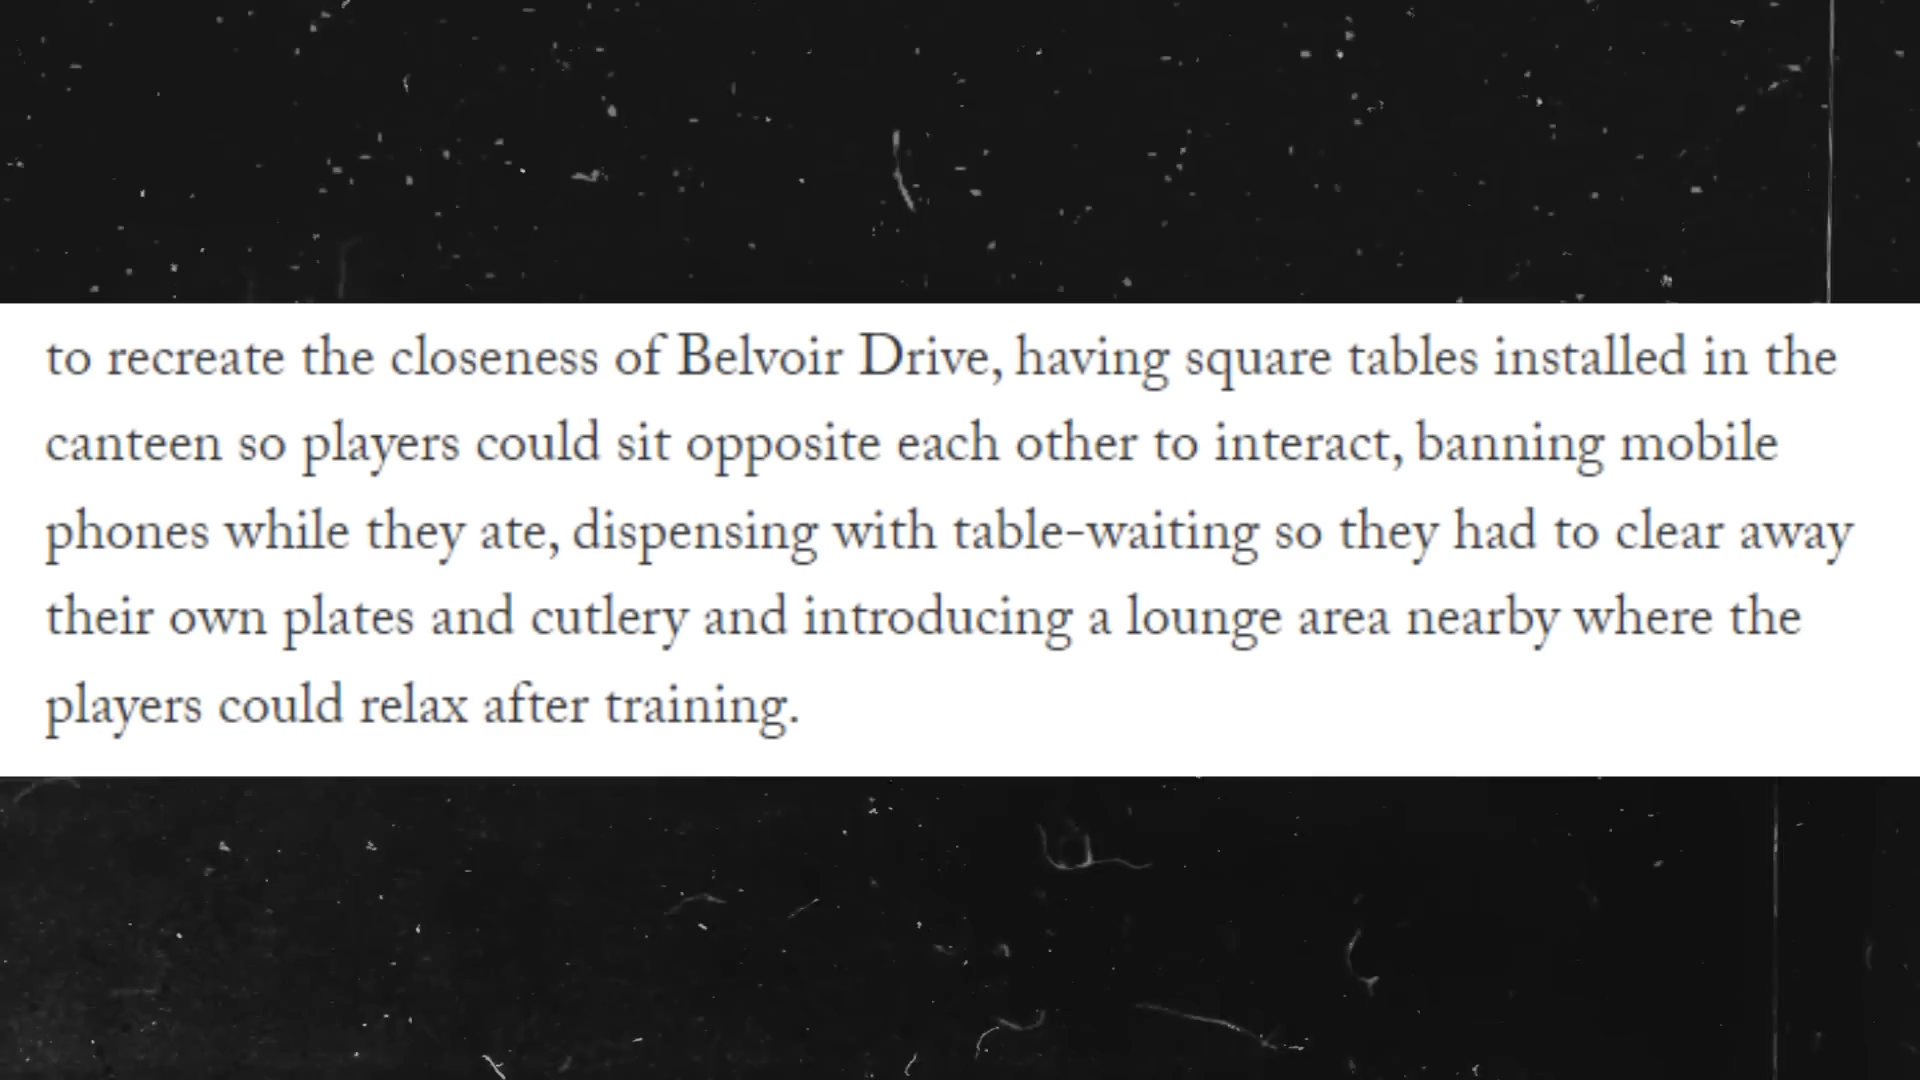 to recreate the closeness of Belvoir Drive, having square tables installed in the
canteen so players could sit opposite each other to interact, banning mobile
phones while they ate, dispensing with table-waiting so they had to clear away
their own plates and cutlery and introducing a lounge area nearby where the
players could relax after training.